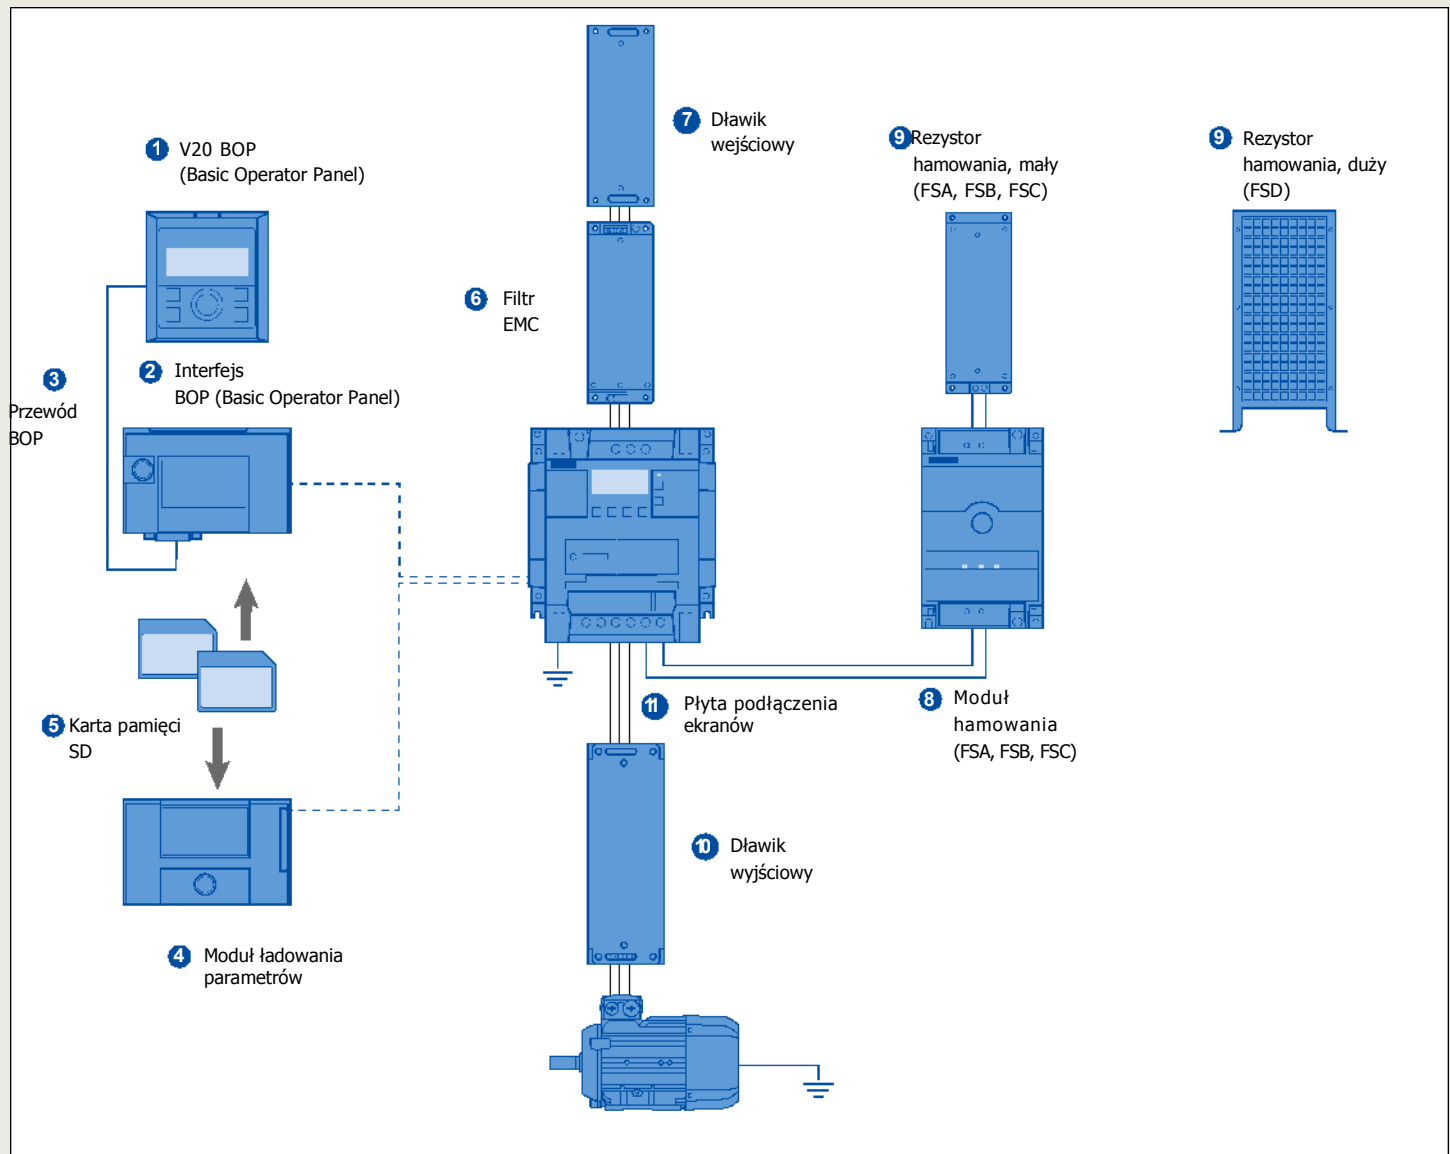 7 Dławik
wejściowy
1 V20 BOP
(Basic Operator Panel)
9 Rezystor
hamowania, mały
(FSA, FSB, FSC)
9 Rezystor
hamowania, duży
(FSD)
6 Filtr
EMC
2 Interfejs
BOP (Basic Operator Panel)
3
Przewód
BOP
5 Karta pamięci
SD
11 Płyta podłączenia
ekranów
8 Moduł
hamowania
(FSA, FSB, FSC)
10 Dławik
wyjściowy
4 Moduł ładowania
parametrów